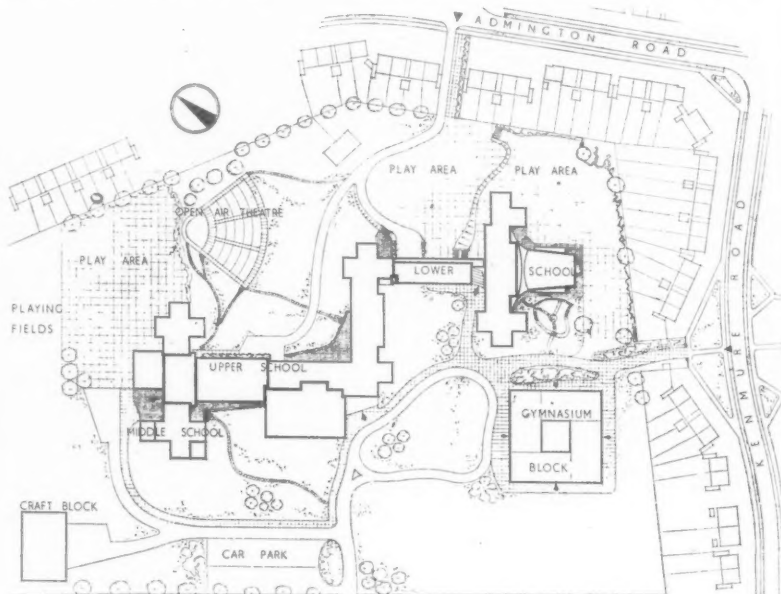 ADMINGTON ROAD
PLAY AREA
PLAY AREA
OPEN AIR THEATRE
PLAY AREA
LOWER SCHOOL
PLAYING
FIELDS
UPPER SCHOOL
KENMURE ROAD
GYMNASIUM
BLOCK
MIDDLE SCHOOL
CRAFT BLOCK
CAR PARK